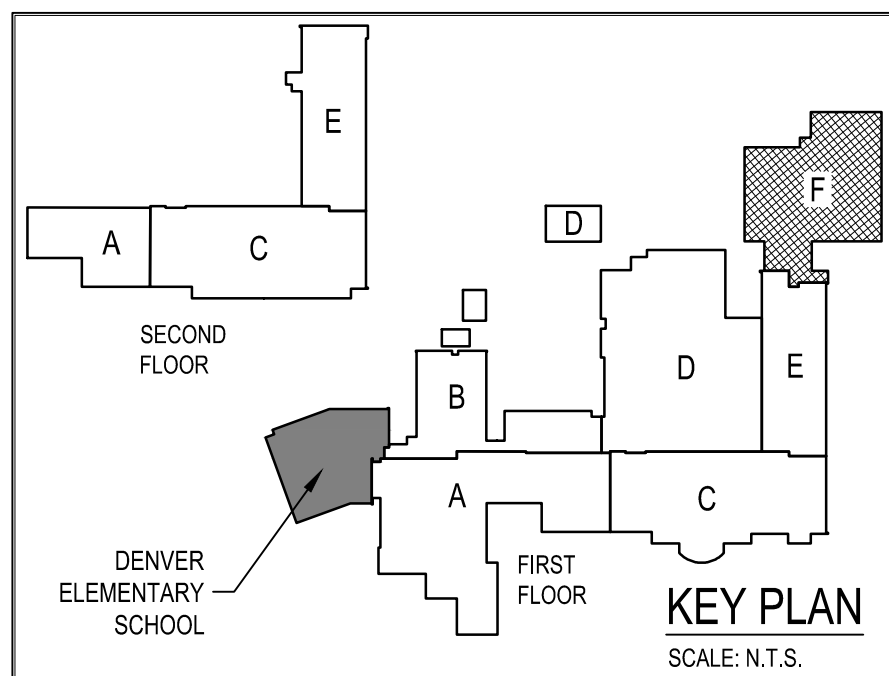 E
A
C
SECOND
FLOOR
F
D
D
E
B
A
C
DENVER
ELEMENTARY
SCHOOL
FIRST
FLOOR
KEY PLAN
SCALE: N.T.S.